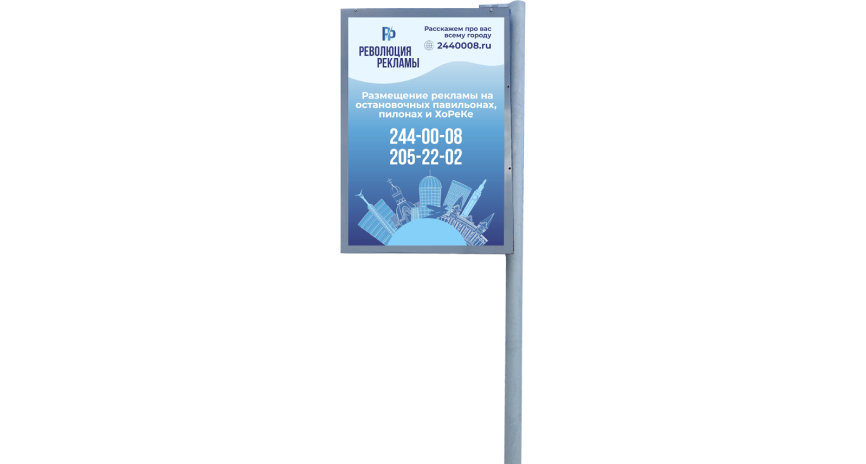 РЕВОЛЮЦИЯ
РЕКЛАМЫ
Расскажем про вас
всему городу
2440008.ru
Размещение рекламы на
остановочных павильонах,
пилонах и ХоРеКе
244-00-08
205-22-02